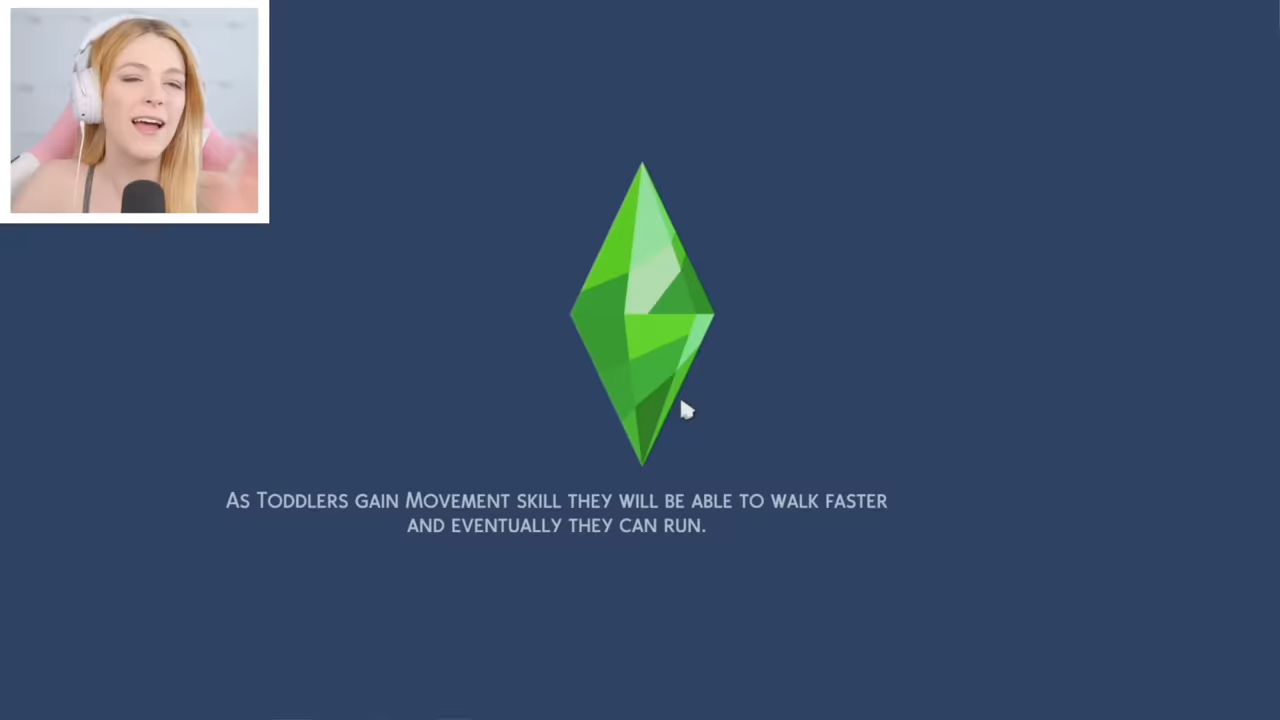 As Toddlers gain Movement skill they will be able to walk faster
and eventually they can run.